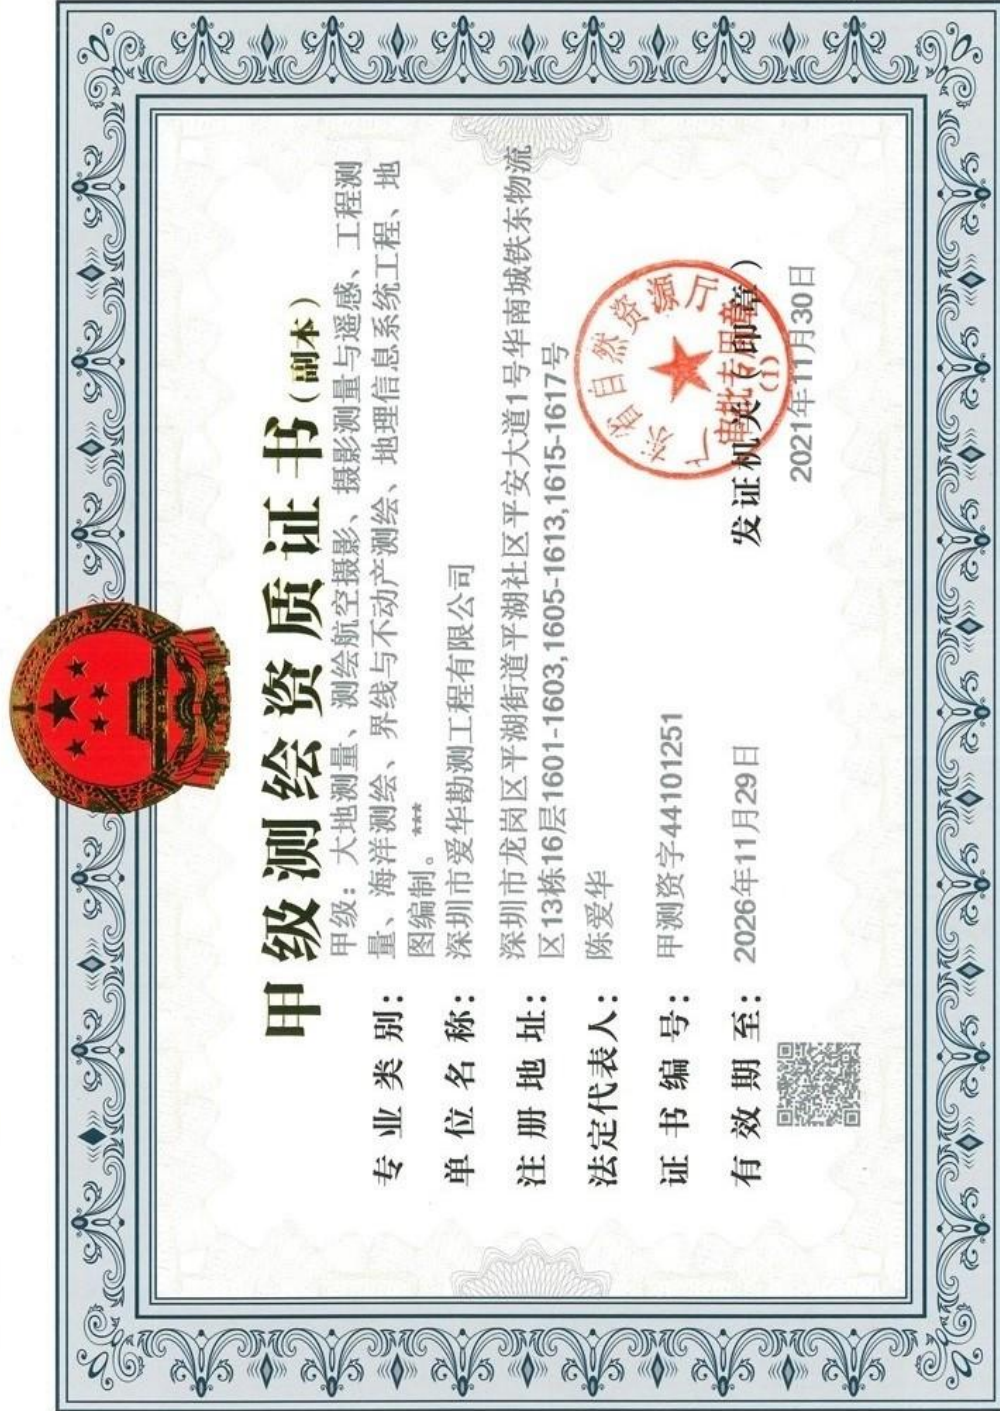 甲级测绘资质证书(副本)
专业类别:甲级:大地测量、测绘航空摄影、摄影测量与遥感、工程测
量、海洋测绘、界线与不动产测绘、地理信息系统工程、地
图编制。***
单位名称:深圳市爱华勘测工程有限公司
注册地址:深圳市龙岗区平湖街道平湖社区平安大道1号华南城铁东物流
区13栋16层1601-1603,1605-1613,1615-1617号
法定代表人:陈爱华
证书编号:甲测资字44101251
有效期至:2026年11月29日
广东省自然资源厅
审批专用章
(1)
发证机关(印章)
2021年11月30日